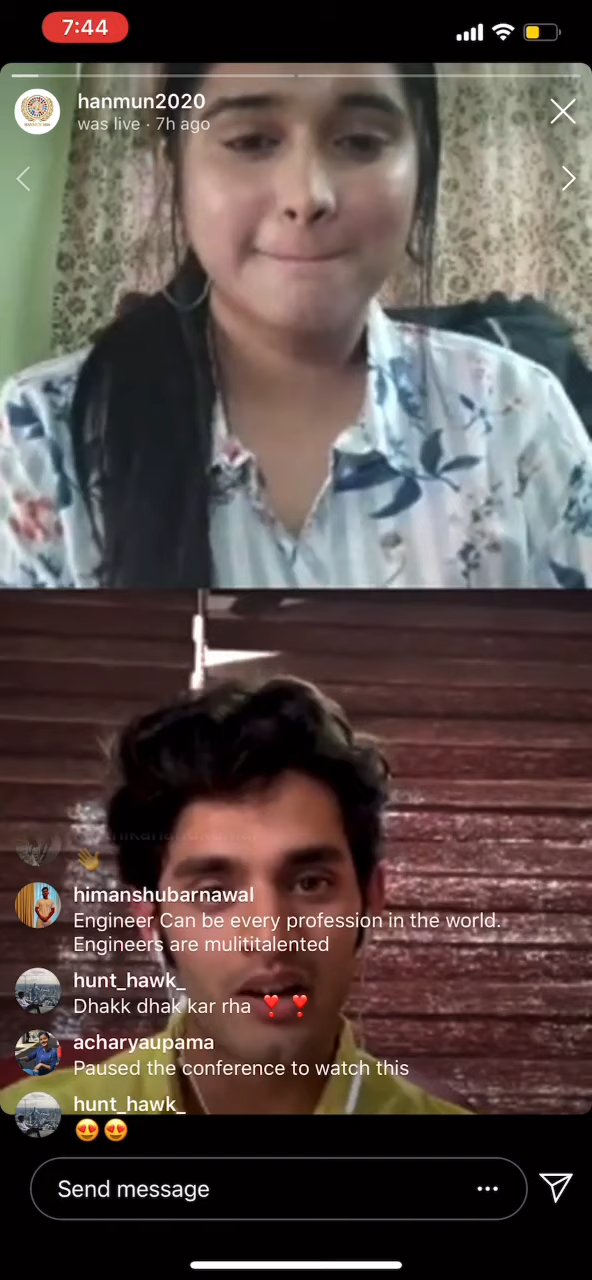 7:44
hanmun2020
was live · 7h ago
himanshubarnawal
Engineer Can be every profession in the world.
Engineers are mulititalented
hunt_hawk_
Dhakk dhak kar rha ❣️❣️
acharyaupama
Paused the conference to watch this
hunt_hawk_
😍😍
Send message